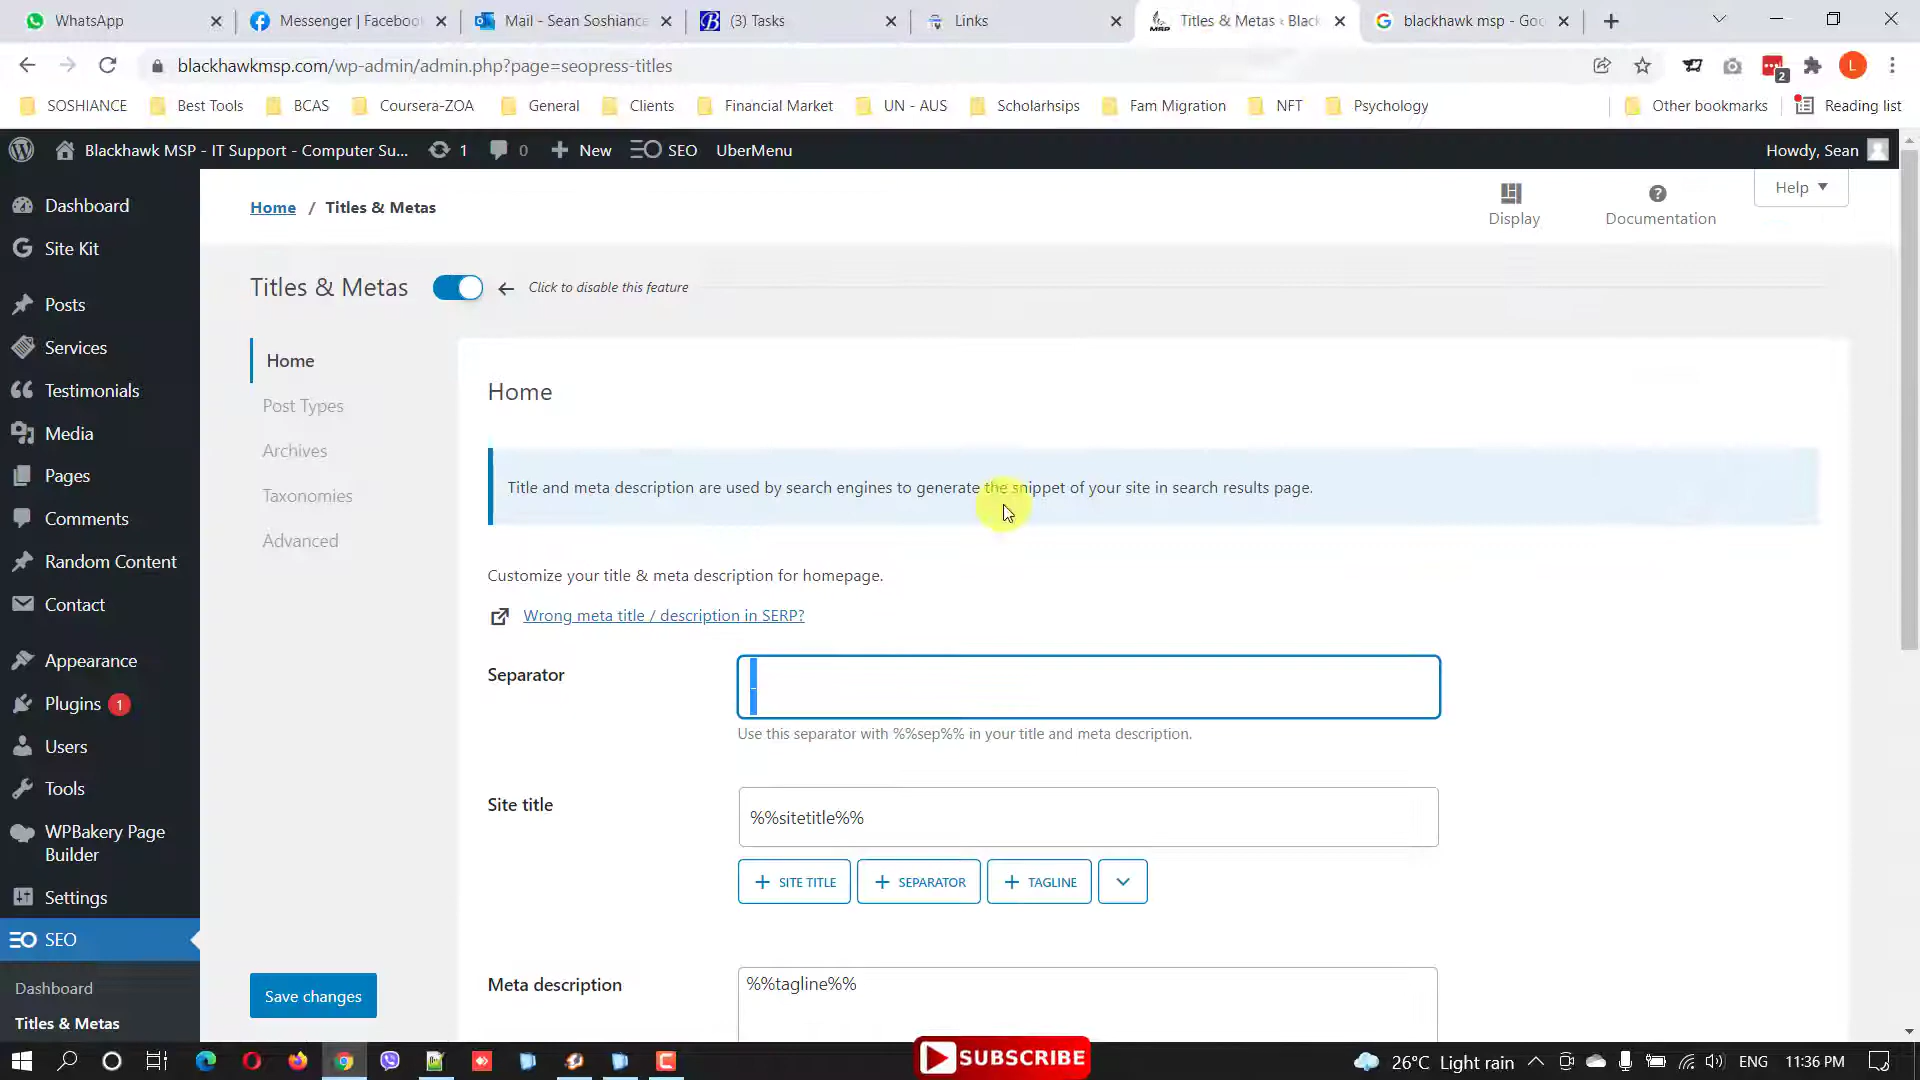 WhatsApp
Messenger | Facebook
Mail - Sean Soshiance
(3) Tasks
Links
Titles & Metas ‹ Black
blackhawk msp - Goo
blackhawkmsp.com/wp-admin/admin.php?page=seopress-titles
2
L
SOSHIANCE
Best Tools
BCAS
Coursera-ZOA
General
Clients
Financial Market
UN - AUS
Scholarhsips
Fam Migration
NFT
Psychology
Other bookmarks
Reading list
Blackhawk MSP - IT Support - Computer Su...
1
0
New
SEO
UberMenu
Howdy, Sean
Dashboard
Site Kit
Posts
Services
Testimonials
Media
Pages
Comments
Random Content
Contact
Appearance
Plugins 1
Users
Tools
WPBakery Page
Builder
Settings
SEO
Dashboard
Titles & Metas
Home / Titles & Metas
Display
Documentation
Help
Titles & Metas
Click to disable this feature
Home
Post Types
Archives
Taxonomies
Advanced
Save changes
Home
Title and meta description are used by search engines to generate the snippet of your site in search results page.
Customize your title & meta description for homepage.
Wrong meta title / description in SERP?
Separator
-
Use this separator with %%sep%% in your title and meta description.
Site title
%%sitetitle%%
+ SITE TITLE
+ SEPARATOR
+ TAGLINE
Meta description
%%tagline%%
SUBSCRIBE
26°C Light rain
ENG
11:36 PM